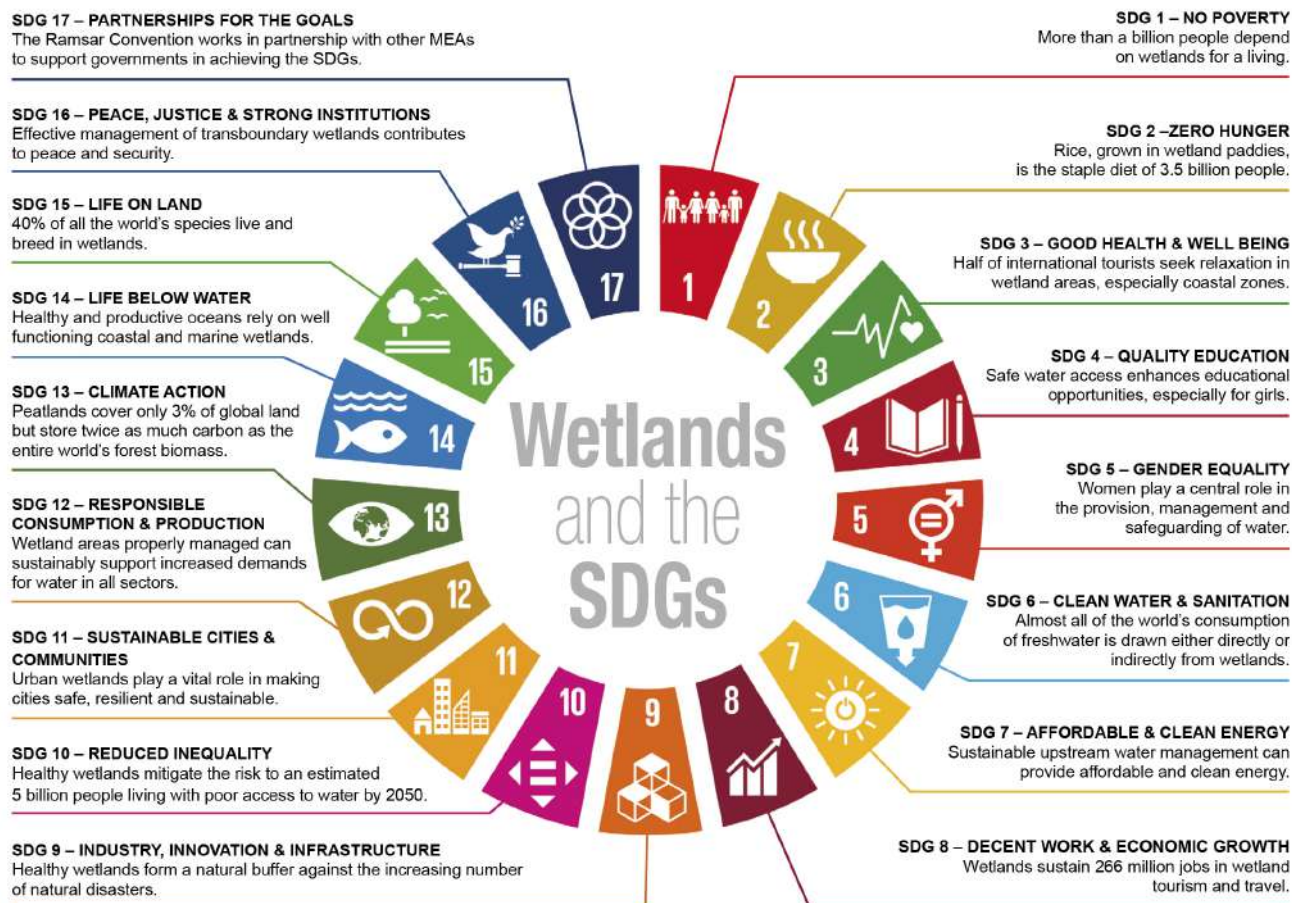 SDG 17 – PARTNERSHIPS FOR THE GOALS
The Ramsar Convention works in partnership with other MEAs
to support governments in achieving the SDGs.
SDG 16 – PEACE, JUSTICE & STRONG INSTITUTIONS
Effective management of transboundary wetlands contributes
to peace and security.
SDG 15 – LIFE ON LAND
40% of all the world's species live and
breed in wetlands.
SDG 14 – LIFE BELOW WATER
Healthy and productive oceans rely on well
functioning coastal and marine wetlands.
SDG 13 – CLIMATE ACTION
Peatlands cover only 3% of global land
but store twice as much carbon as the
entire world's forest biomass.
SDG 12 – RESPONSIBLE
CONSUMPTION & PRODUCTION
Wetland areas properly managed can
sustainably support increased demands
for water in all sectors.
SDG 11 – SUSTAINABLE CITIES &
COMMUNITIES
Urban wetlands play a vital role in making
cities safe, resilient and sustainable.
SDG 10 – REDUCED INEQUALITY
Healthy wetlands mitigate the risk to an estimated
5 billion people living with poor access to water by 2050.
SDG 9 – INDUSTRY, INNOVATION & INFRASTRUCTURE
Healthy wetlands form a natural buffer against the increasing number
of natural disasters.
Wetlands
and the
SDGs
1
2
3
4
5
6
7
8
9
10
11
12
13
14
15
16
17
SDG 1 – NO POVERTY
More than a billion people depend
on wetlands for a living.
SDG 2 –ZERO HUNGER
Rice, grown in wetland paddies,
is the staple diet of 3.5 billion people.
SDG 3 – GOOD HEALTH & WELL BEING
Half of international tourists seek relaxation in
wetland areas, especially coastal zones.
SDG 4 – QUALITY EDUCATION
Safe water access enhances educational
opportunities, especially for girls.
SDG 5 – GENDER EQUALITY
Women play a central role in
the provision, management and
safeguarding of water.
SDG 6 – CLEAN WATER & SANITATION
Almost all of the world's consumption
of freshwater is drawn either directly or
indirectly from wetlands.
SDG 7 – AFFORDABLE & CLEAN ENERGY
Sustainable upstream water management can
provide affordable and clean energy.
SDG 8 – DECENT WORK & ECONOMIC GROWTH
Wetlands sustain 266 million jobs in wetland
tourism and travel.